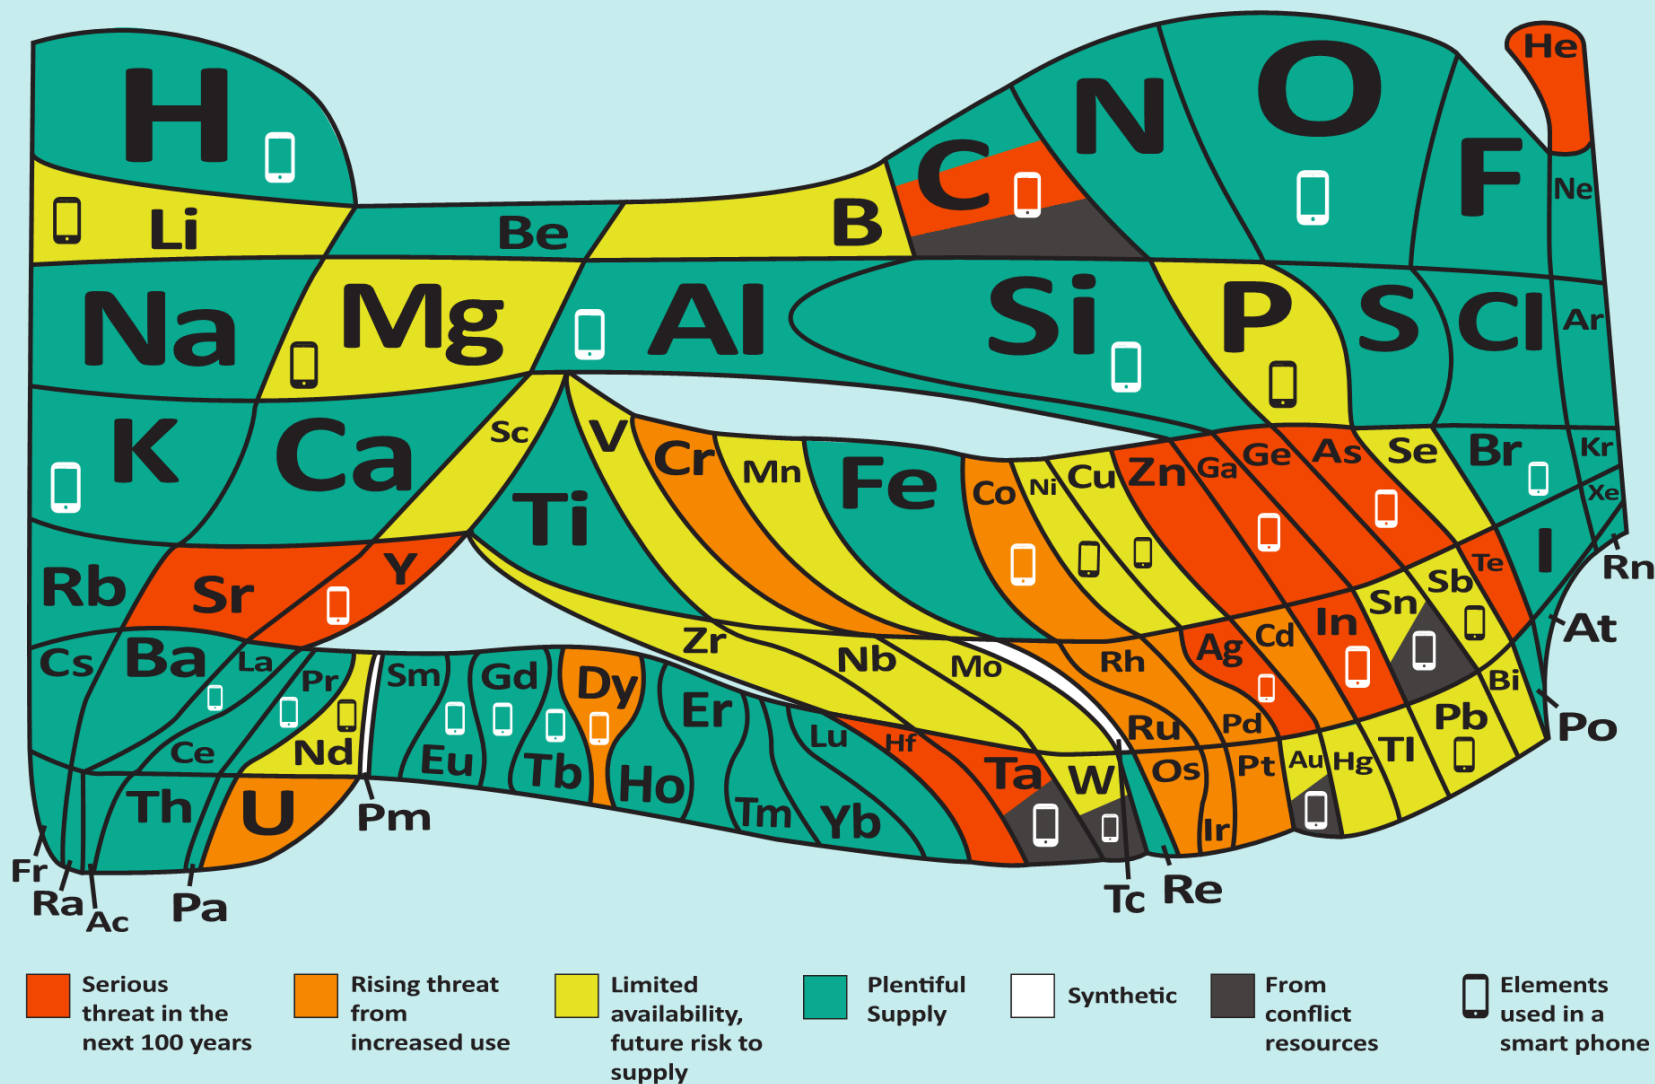 H
He
C
N
O
F
Ne
Li
Be
B
Na
Mg
Al
Si
P
S
Cl
Ar
K
Ca
Sc
Ti
V
Cr
Mn
Fe
Co
Ni
Cu
Zn
Ga
Ge
As
Se
Br
Kr
Rb
Sr
Y
Zr
Nb
Mo
Rh
Ru
Pd
Ag
Cd
In
Sn
Sb
Te
I
Xe
Rn
At
Po
Cs
Ba
La
Ce
Pr
Nd
Sm
Eu
Gd
Tb
Dy
Ho
Er
Tm
Yb
Lu
Hf
Ta
W
Os
Ir
Pt
Au
Hg
Tl
Pb
Bi
Th
U
Pm
Fr
Ra
Ac
Pa
Tc
Re
Serious
threat in the
next 100 years
Rising threat
from
increased use
Limited
availability,
future risk to
supply
Plentiful
Supply
Synthetic
From
conflict
resources
Elements
used in a
smart phone